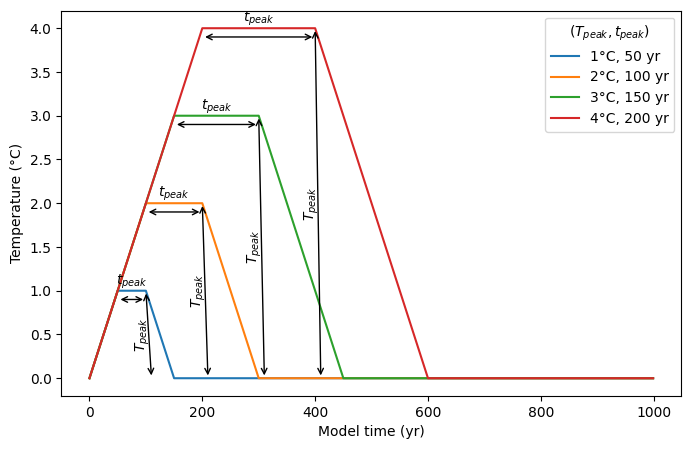 (T_peak, t_peak)
1°C, 50 yr
2°C, 100 yr
3°C, 150 yr
4°C, 200 yr
t_peak
t_peak
t_peak
t_peak
T_peak
T_peak
T_peak
T_peak
Temperature (°C)
4.0
3.5
3.0
2.5
2.0
1.5
1.0
0.5
0.0
0
200
400
600
800
1000
Model time (yr)